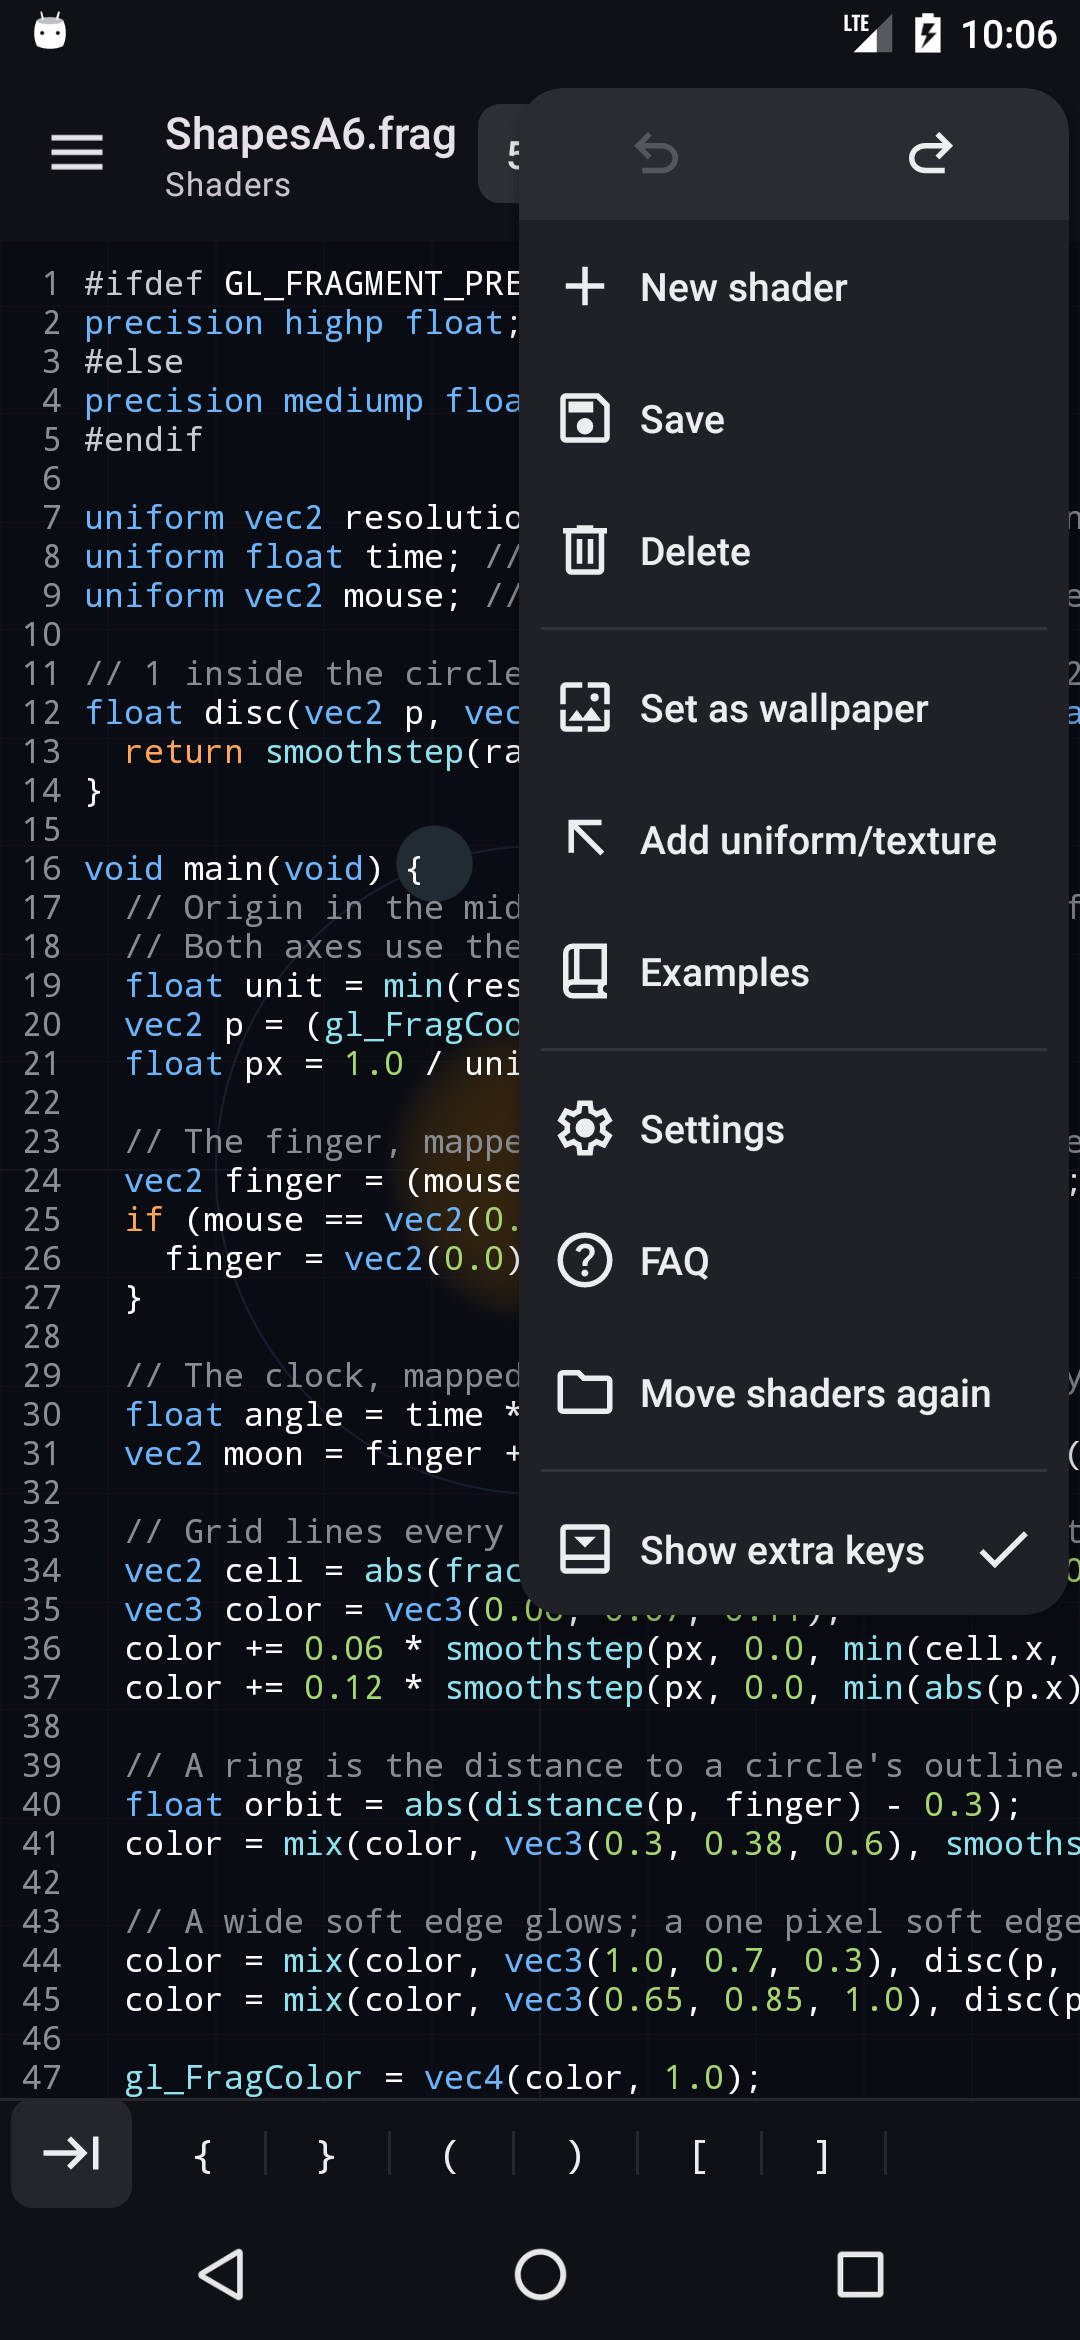 LTE 10:06
ShapesA6.frag
Shaders
5
New shader
Save
Delete
Set as wallpaper
Add uniform/texture
Examples
Settings
FAQ
Move shaders again
Show extra keys
1 #ifdef GL_FRAGMENT_PRE
2 precision highp float;
3 #else
4 precision mediump floa
5 #endif
6
7 uniform vec2 resolutio
8 uniform float time; //
9 uniform vec2 mouse; //
10
11 // 1 inside the circle
12 float disc(vec2 p, vec
13 return smoothstep(ra
14 }
15
16 void main(void) {
17 // Origin in the mid
18 // Both axes use the
19 float unit = min(res
20 vec2 p = (gl_FragCoo
21 float px = 1.0 / uni
22
23 // The finger, mappe
24 vec2 finger = (mouse
25 if (mouse == vec2(0.
26 finger = vec2(0.0)
27 }
28
29 // The clock, mapped
30 float angle = time *
31 vec2 moon = finger +
32
33 // Grid lines every
34 vec2 cell = abs(frac
35 vec3 color = vec3(0.06, 0.07, 0.11);
36 color += 0.06 * smoothstep(px, 0.0, min(cell.x,
37 color += 0.12 * smoothstep(px, 0.0, min(abs(p.x)
38
39 // A ring is the distance to a circle's outline.
40 float orbit = abs(distance(p, finger) - 0.3);
41 color = mix(color, vec3(0.3, 0.38, 0.6), smooths
42
43 // A wide soft edge glows; a one pixel soft edge
44 color = mix(color, vec3(1.0, 0.7, 0.3), disc(p,
45 color = mix(color, vec3(0.65, 0.85, 1.0), disc(p
46
47 gl_FragColor = vec4(color, 1.0);
{ } ( ) [ ]